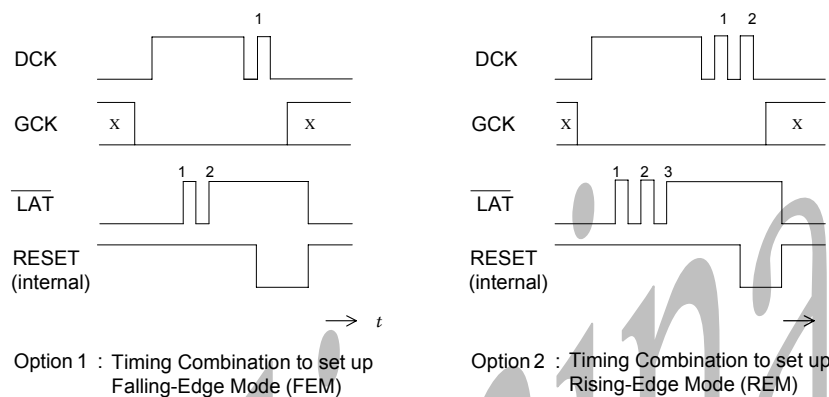 1
DCK
GCK
X
X
1 2
LAT
RESET
(internal)
t
Option 1 : Timing Combination to set up
Falling-Edge Mode (FEM)
1 2
DCK
GCK
X
X
1 2 3
LAT
RESET
(internal)
Option 2 : Timing Combination to set up
Rising-Edge Mode (REM)